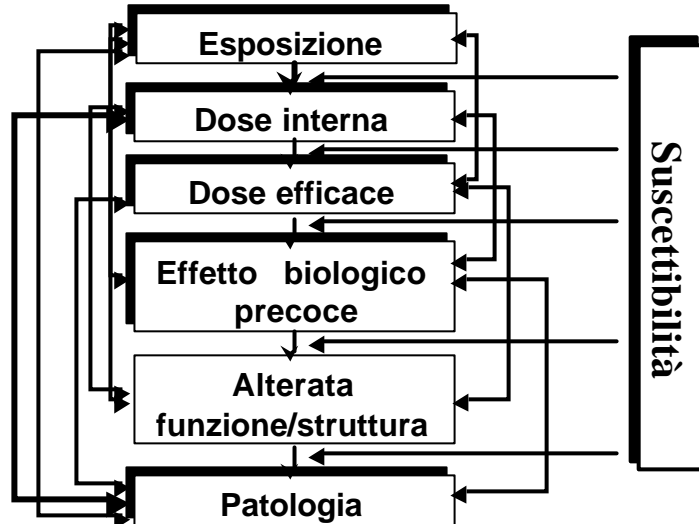 Esposizione
Dose interna
Dose efficace
Effetto biologico
precoce
Alterata
funzione/struttura
Patologia
Suscettibilità